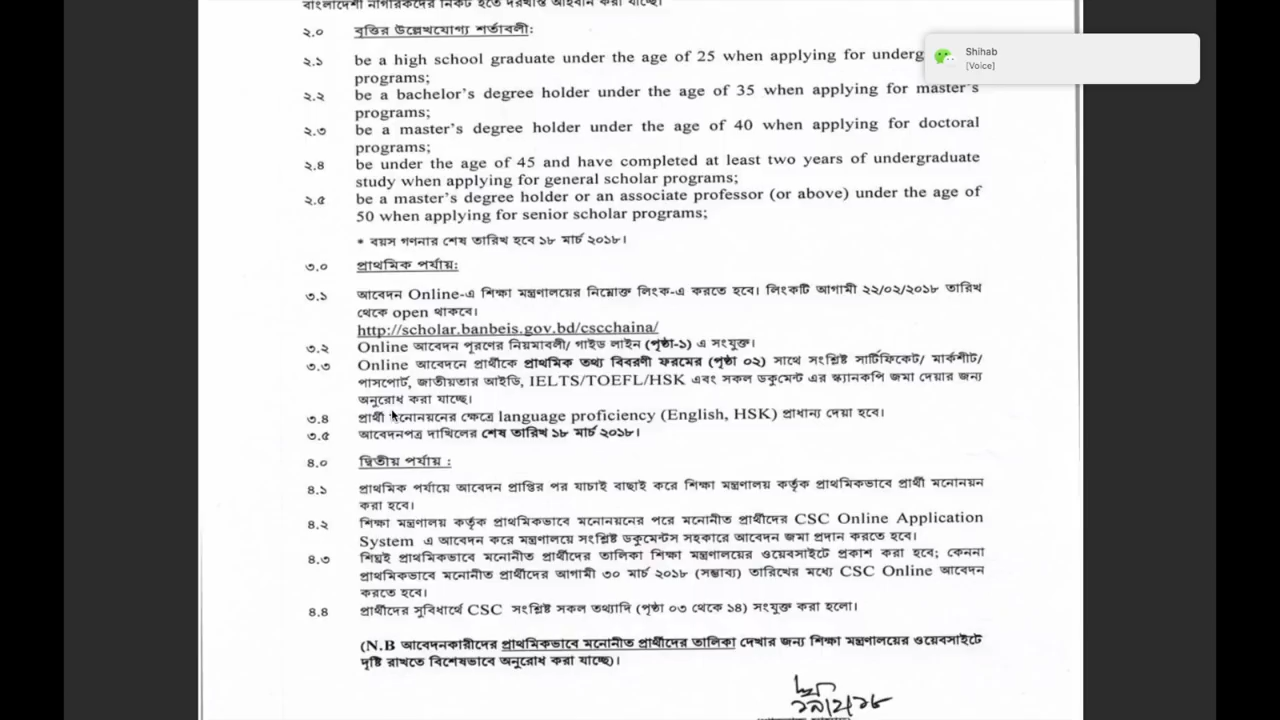 বাংলাদেশী নাগরিকদের নিকট হতে দরখাস্ত আহবান করা যাচ্ছে।
২.০ বৃত্তির উল্লেখযোগ্য শর্তাবলী:
২.১ be a high school graduate under the age of 25 when applying for
programs;
২.২ be a bachelor's degree holder under the age of 35 when applying for master's
programs;
২.৩ be a master's degree holder under the age of 40 when applying for doctoral
programs;
২.৪ be under the age of 45 and have completed at least two years of undergraduate
study when applying for general scholar programs;
২.৫ be a master's degree holder or an associate professor (or above) under the age of
50 when applying for senior scholar programs;
* বয়স গণনার শেষ তারিখ হবে ১৮ মার্চ ২০১৮।
৩.০ প্রাথমিক পর্যায়:
৩.১ আবেদন Online-এ শিক্ষা মন্ত্রণালয়ের নিম্নোক্ত লিংক-এ করতে হবে। লিংকটি আগামী ২২/০২/২০১৮ তারিখ
থেকে open থাকবে।
http://scholar.banbeis.gov.bd/cscchaina/
৩.২ Online আবেদন পূরণের নিয়মাবলী/ গাইড লাইন (পৃষ্ঠা-১) এ সংযুক্ত।
৩.৩ Online আবেদনে প্রার্থীকে প্রাথমিক তথ্য বিবরণী ফরমের (পৃষ্ঠা ০২) সাথে সংশ্লিষ্ট সার্টিফিকেট/ মার্কশীট/
পাসপোর্ট, জাতীয়তার আইডি, IELTS/TOEFL/HSK এবং সকল ডকুমেন্ট এর স্ক্যানকপি জমা দেয়ার জন্য
অনুরোধ করা যাচ্ছে।
৩.৪ প্রার্থী মনোনয়নের ক্ষেত্রে language proficiency (English, HSK) প্রাধান্য দেয়া হবে।
৩.৫ আবেদনপত্র দাখিলের শেষ তারিখ ১৮ মার্চ ২০১৮।
৪.০ দ্বিতীয় পর্যায় :
৪.১ প্রাথমিক পর্যায়ে আবেদন প্রাপ্তির পর যাচাই বাছাই করে শিক্ষা মন্ত্রণালয় কর্তৃক প্রাথমিকভাবে প্রার্থী মনোনয়ন
করা হবে।
৪.২ শিক্ষা মন্ত্রণালয় কর্তৃক প্রাথমিকভাবে মনোনয়নের পরে মনোনীত প্রার্থীদের CSC Online Application
System এ আবেদন করে মন্ত্রণালয়ে সংশ্লিষ্ট ডকুমেন্টস সহকারে আবেদন জমা প্রদান করতে হবে।
৪.৩ শিঘ্রই প্রাথমিকভাবে মনোনীত প্রার্থীদের তালিকা শিক্ষা মন্ত্রণালয়ের ওয়েবসাইটে প্রকাশ করা হবে; কেননা
প্রাথমিকভাবে মনোনীত প্রার্থীদের আগামী ৩০ মার্চ ২০১৮ (সম্ভাব্য) তারিখের মধ্যে CSC Online আবেদন
করতে হবে।
৪.৪ প্রার্থীদের সুবিধার্থে CSC সংশ্লিষ্ট সকল তথ্যাদি (পৃষ্ঠা ০৩ থেকে ১৪) সংযুক্ত করা হলো।
(N.B আবেদনকারীদের প্রাথমিকভাবে মনোনীত প্রার্থীদের তালিকা দেখার জন্য শিক্ষা মন্ত্রণালয়ের ওয়েবসাইটে
দৃষ্টি রাখতে বিশেষভাবে অনুরোধ করা যাচ্ছে)।
Shihab
[Voice]